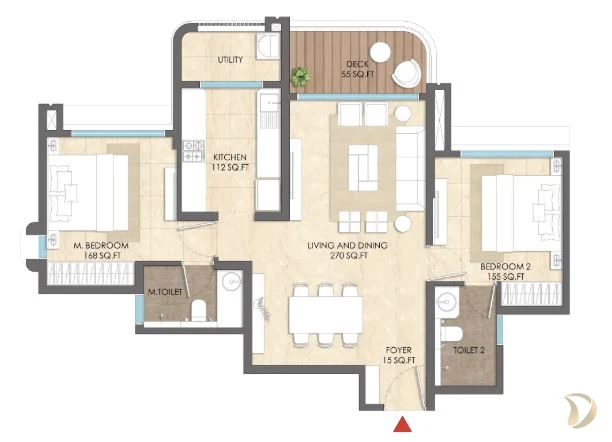 UTILITY
DECK
55 SQ.FT
KITCHEN
112 SQ.FT
M. BEDROOM
168 SQ.FT
LIVING AND DINING
270 SQ.FT
BEDROOM 2
155 SQ.FT
M.TOILET
FOYER
15 SQ.FT
TOILET 2